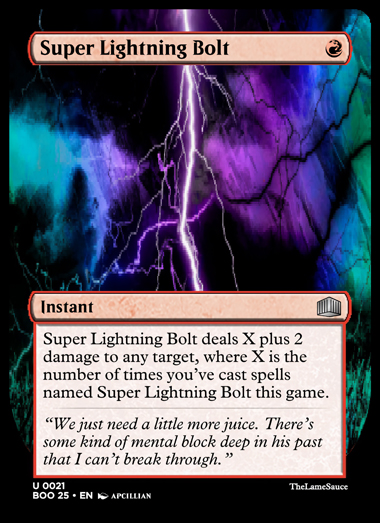 Super Lightning Bolt
Instant
Super Lightning Bolt deals X plus 2
damage to any target, where X is the
number of times you've cast spells
named Super Lightning Bolt this game.
“We just need a little more juice. There's
some kind of mental block deep in his past
that I can't break through.”
U 0021
BOO 25 • EN APCILLIAN
TheLameSauce